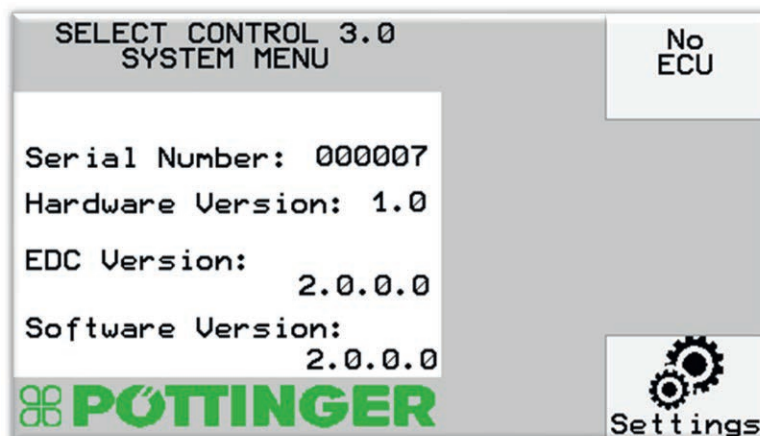 SELECT CONTROL 3.0
SYSTEM MENU
No
ECU
Serial Number: 000007
Hardware Version: 1.0
EDC Version:
2.0.0.0
Software Version:
2.0.0.0
PÖTTINGER
Settings